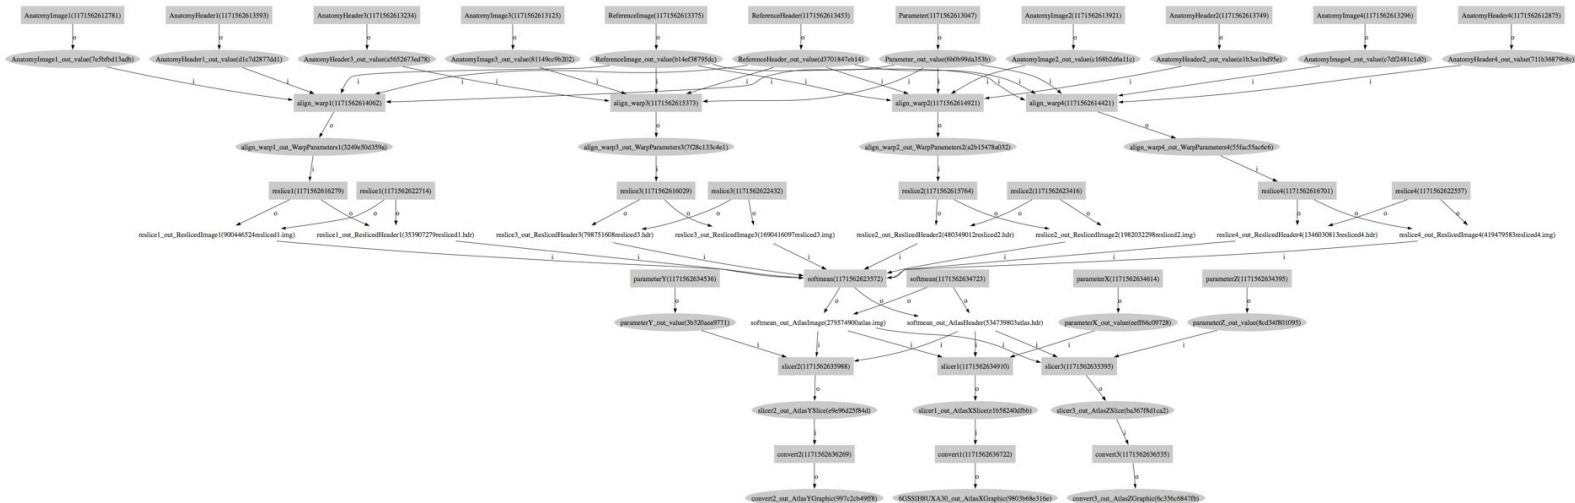 AnatomyImage1(1171562612781)
AnatomyHeader1(1171562613593)
AnatomyHeader3(1171562613234)
AnatomyImage3(1171562613125)
ReferenceImage(1171562613375)
ReferenceHeader(1171562613453)
Parameter(1171562613047)
AnatomyImage2(1171562613921)
AnatomyHeader2(1171562613749)
AnatomyImage4(1171562613296)
AnatomyHeader4(1171562612875)
o o o o o o o o o o o
AnatomyImage1_out_value(7e5bfbd13adb)
AnatomyHeader1_out_value(d1c7d2877dd1)
AnatomyHeader3_out_value(a5652673ed78)
AnatomyImage3_out_value(81149cc9b202)
ReferenceImage_out_value(b14ef38795dc)
ReferenceHeader_out_value(d3701847eb14)
Parameter_out_value(6b0b99da353b)
AnatomyImage2_out_value(c168b2d6a11c)
AnatomyHeader2_out_value(e1b3ce1bd95e)
AnatomyImage4_out_value(c7df2481c1d0)
AnatomyHeader4_out_value(711b36879b8c)
i i i i i i i i i i i i i i i i i i i i
align_warp1(1171562614062)
align_warp3(1171562615373)
align_warp2(1171562614921)
align_warp4(1171562614421)
o o o o
align_warp1_out_WarpParameters1(3249e50d359a)
align_warp3_out_WarpParameters3(7f28c133c4e1)
align_warp2_out_WarpParameters2(a2b15478a032)
align_warp4_out_WarpParameters4(55fac55ac6c6)
i i i i
reslice1(1171562616279)
reslice1(1171562622714)
reslice3(1171562616029)
reslice3(1171562622432)
reslice2(1171562615764)
reslice2(1171562623416)
reslice4(1171562616701)
reslice4(1171562622557)
o o o o o o o o o o o o o o o o
reslice1_out_ReslicedImage1(900446524resliced1.img)
reslice1_out_ReslicedHeader1(353907279resliced1.hdr)
reslice3_out_ReslicedHeader3(798751608resliced3.hdr)
reslice3_out_ReslicedImage3(1690416097resliced3.img)
reslice2_out_ReslicedHeader2(480349012resliced2.hdr)
reslice2_out_ReslicedImage2(1982032298resliced2.img)
reslice4_out_ReslicedHeader4(1346030813resliced4.hdr)
reslice4_out_ReslicedImage4(419479583resliced4.img)
i i i i i i i i
parameterY(1171562634536)
softmean(1171562623572)
softmean(1171562634723)
parameterX(1171562634614)
parameterZ(1171562634395)
o o o o o o o
parameterY_out_value(3b320aea9771)
softmean_out_AtlasImage(279574900atlas.img)
softmean_out_AtlasHeader(534739803atlas.hdr)
parameterX_out_value(eeff66c09728)
parameterZ_out_value(8cd34f801095)
i i i i i i i i i
slicer2(1171562635988)
slicer1(1171562634910)
slicer3(1171562635395)
o o o
slicer2_out_AtlasYSlice(e9e96d25f84d)
slicer1_out_AtlasXSlice(e1b58240dfbb)
slicer3_out_AtlasZSlice(ba367f8d1ca2)
i i i
convert2(1171562636269)
convert1(1171562636722)
convert3(1171562636535)
o o o
convert2_out_AtlasYGraphic(997c2cb49ff8)
6GSSIH8UXA30_out_AtlasXGraphic(9803b68e316e)
convert3_out_AtlasZGraphic(6c356c6847fb)